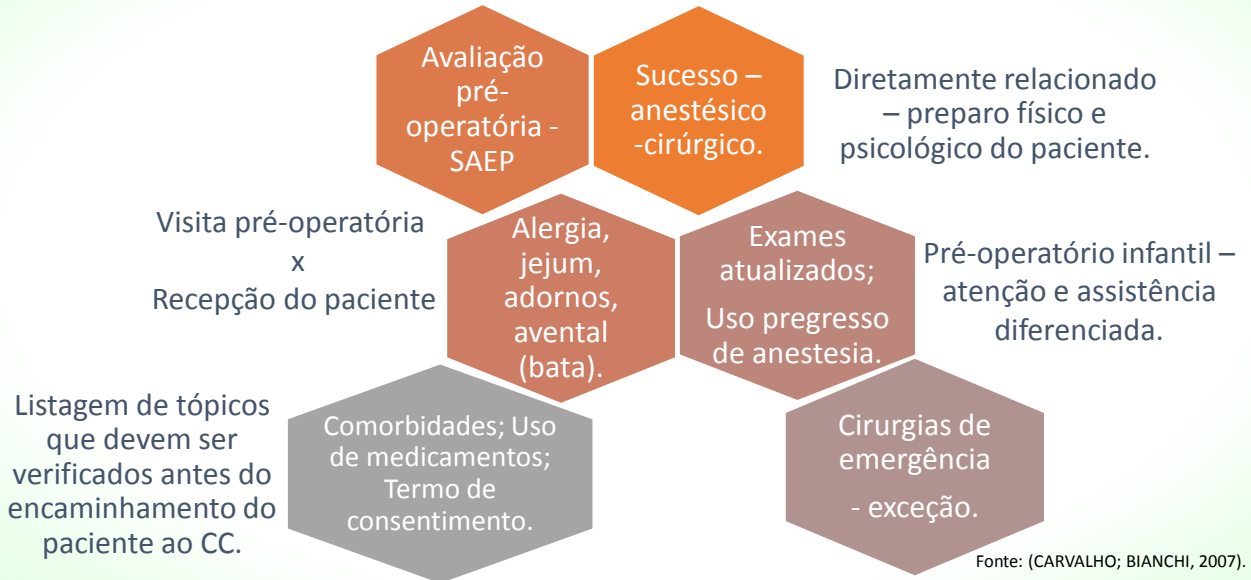 Avaliação
pré-
operatória -
SAEP
Sucesso –
anestésico
-cirúrgico.
Diretamente relacionado
– preparo físico e
psicológico do paciente.
Visita pré-operatória
x
Recepção do paciente
Alergia,
jejum,
adornos,
avental
(bata).
Exames
atualizados;
Uso pregresso
de anestesia.
Pré-operatório infantil –
atenção e assistência
diferenciada.
Listagem de tópicos
que devem ser
verificados antes do
encaminhamento do
paciente ao CC.
Comorbidades; Uso
de medicamentos;
Termo de
consentimento.
Cirurgias de
emergência
- exceção.
Fonte: (CARVALHO; BIANCHI, 2007).